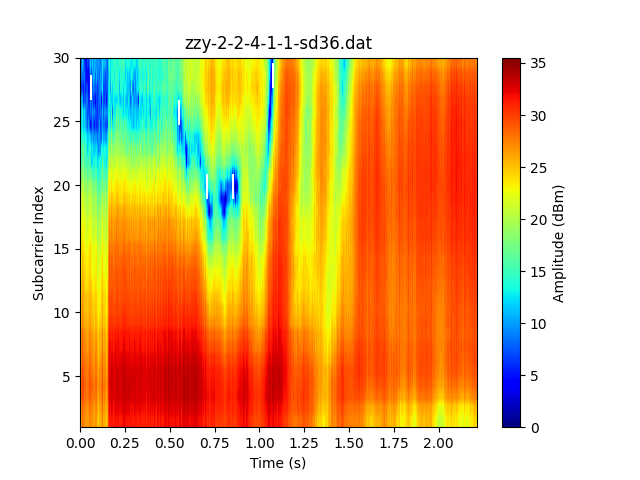 zzy-2-2-4-1-1-sd36.dat
30
25
20
15
10
5
Subcarrier Index
0.00 0.25 0.50 0.75 1.00 1.25 1.50 1.75 2.00
Time (s)
35
30
25
20
15
10
5
0
Amplitude (dBm)